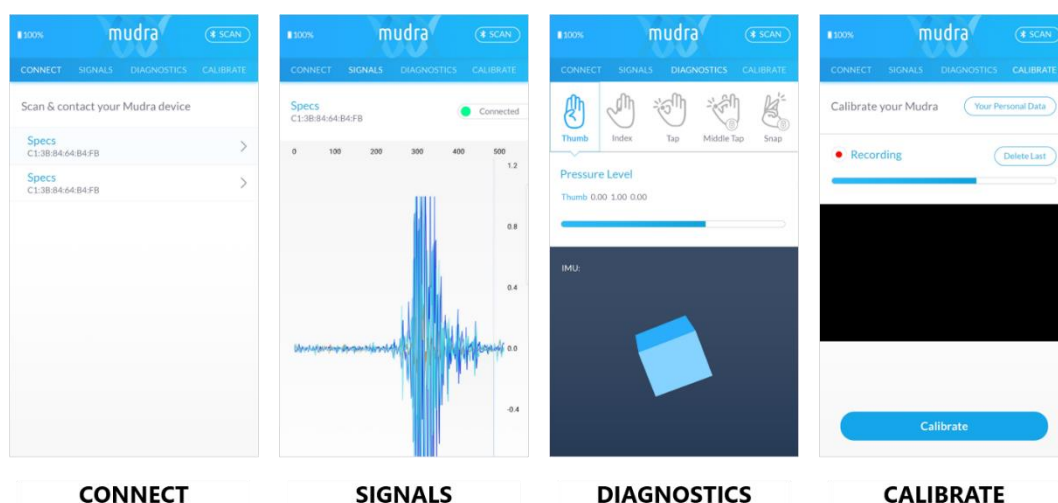 100%
mudra
SCAN
CONNECT SIGNALS DIAGNOSTICS CALIBRATE
Scan & contact your Mudra device
Specs
C1:3B:84:64:B4:FB
Specs
C1:3B:84:64:B4:FB
CONNECT
100%
mudra
SCAN
CONNECT SIGNALS DIAGNOSTICS CALIBRATE
Specs
C1:3B:84:64:B4:FB
Connected
0 100 200 300 400 500
1.2
0.8
0.4
0.0
-0.4
SIGNALS
100%
mudra
SCAN
CONNECT SIGNALS DIAGNOSTICS CALIBRATE
Thumb Index Tap Middle Tap Snap
Pressure Level
Thumb 0.00 1.00 0.00
IMU:
DIAGNOSTICS
100%
mudra
SCAN
CONNECT SIGNALS DIAGNOSTICS CALIBRATE
Calibrate your Mudra
Your Personal Data
Recording
Delete Last
Calibrate
CALIBRATE